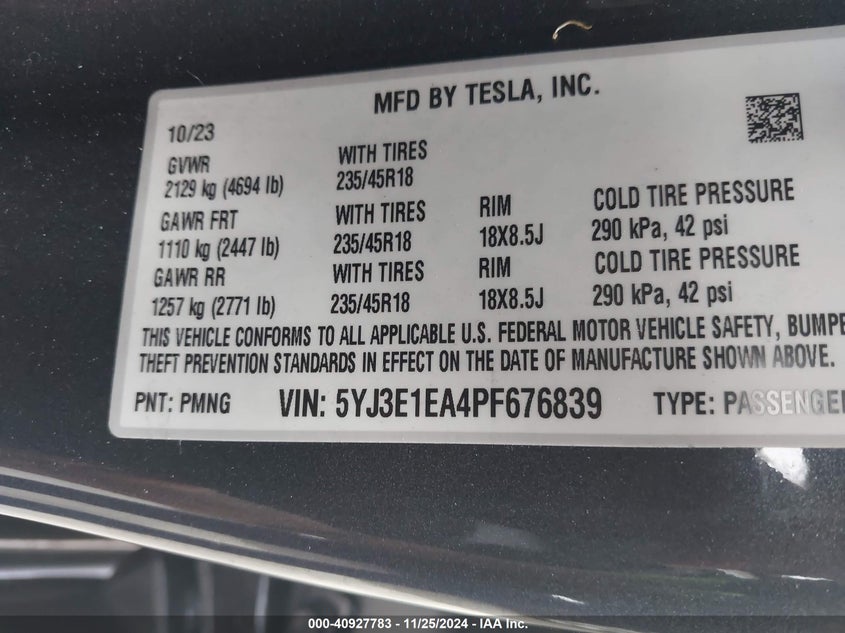 MFD BY TESLA, INC.
10/23
GVWR WITH TIRES
2129 kg (4694 lb) 235/45R18
GAWR FRT WITH TIRES RIM COLD TIRE PRESSURE
1110 kg (2447 lb) 235/45R18 18X8.5J 290 kPa, 42 psi
GAWR RR WITH TIRES RIM COLD TIRE PRESSURE
1257 kg (2771 lb) 235/45R18 18X8.5J 290 kPa, 42 psi
THIS VEHICLE CONFORMS TO ALL APPLICABLE U.S. FEDERAL MOTOR VEHICLE SAFETY, BUMPE
THEFT PREVENTION STANDARDS IN EFFECT ON THE DATE OF MANUFACTURE SHOWN ABOVE.
PNT: PMNG VIN: 5YJ3E1EA4PF676839 TYPE: PASSENGER
000-40927783 - 11/25/2024 - IAA Inc.